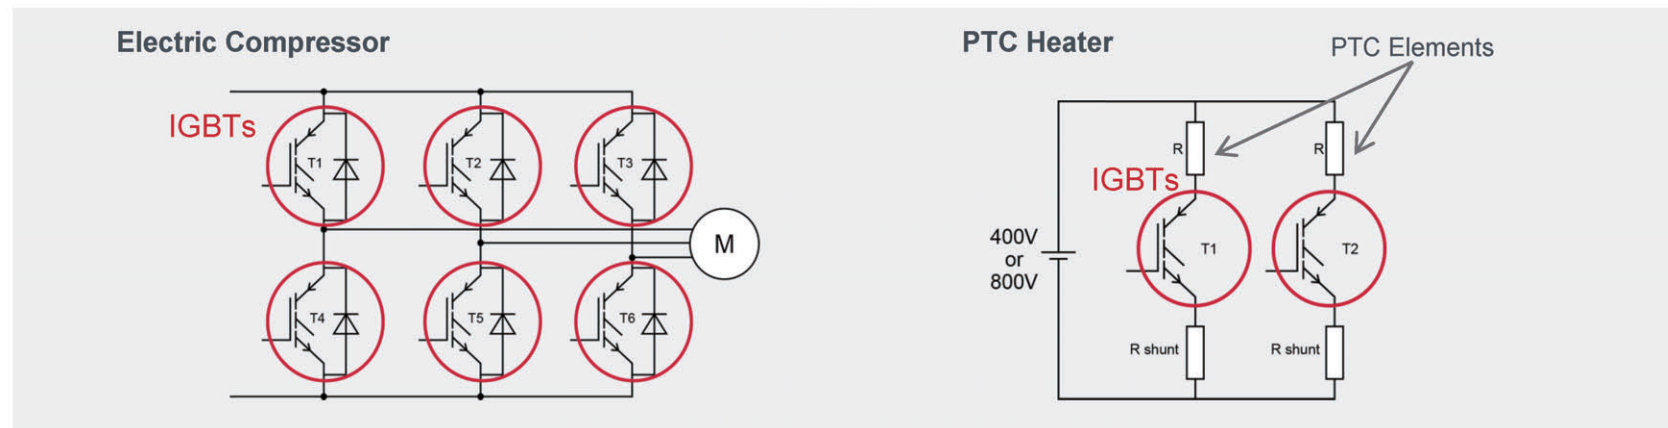 Electric Compressor
IGBTs
T1
T2
T3
M
T4
T5
T6
PTC Heater
PTC Elements
R
R
IGBTs
400V
or
800V
T1
T2
R shunt
R shunt